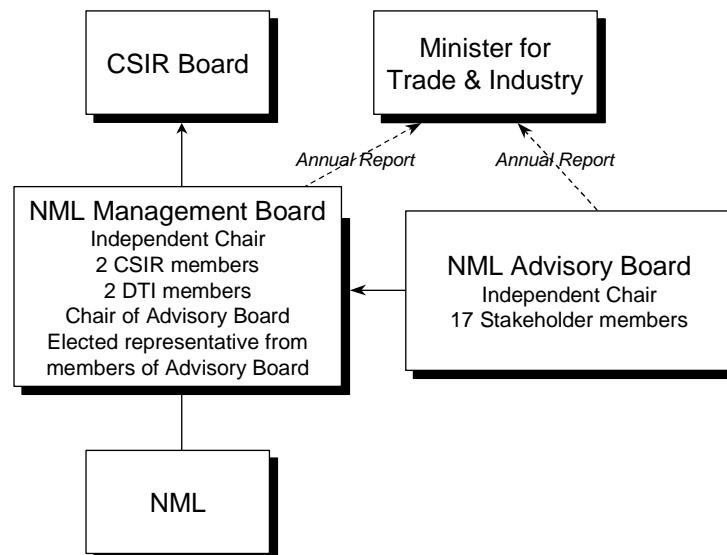 CSIR Board
Minister for
Trade & Industry
Annual Report
Annual Report
NML Management Board
Independent Chair
2 CSIR members
2 DTI members
Chair of Advisory Board
Elected representative from
members of Advisory Board
NML Advisory Board
Independent Chair
17 Stakeholder members
NML